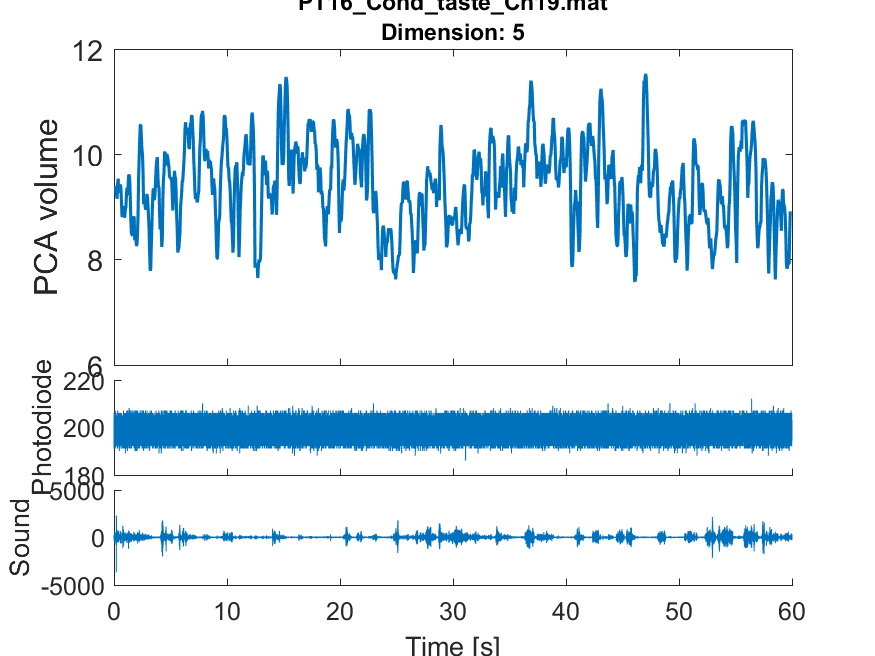 PT16_Cond_taste_Ch19.mat
Dimension: 5
12
10
8
6
PCA volume
220
200
180
Photodiode
5000
0
-5000
Sound
0 10 20 30 40 50 60
Time [s]